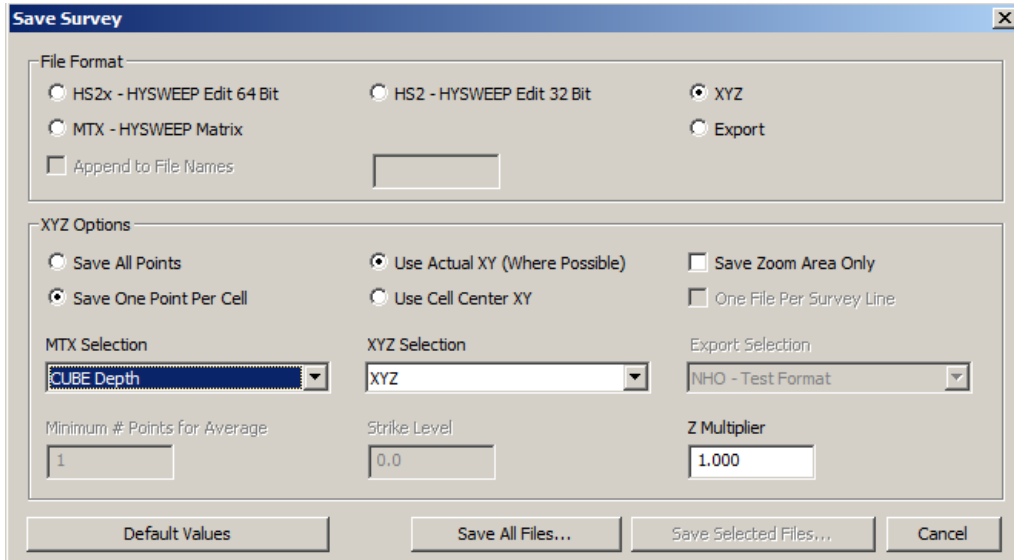 Save Survey
File Format
HS2x - HYSWEEP Edit 64 Bit
HS2 - HYSWEEP Edit 32 Bit
XYZ
MTX - HYSWEEP Matrix
Export
Append to File Names
XYZ Options
Save All Points
Use Actual XY (Where Possible)
Save Zoom Area Only
Save One Point Per Cell
Use Cell Center XY
One File Per Survey Line
MTX Selection
XYZ Selection
Export Selection
CUBE Depth
XYZ
NHO - Test Format
Minimum # Points for Average
Strike Level
Z Multiplier
1
0.0
1.000
Default Values
Save All Files...
Save Selected Files...
Cancel